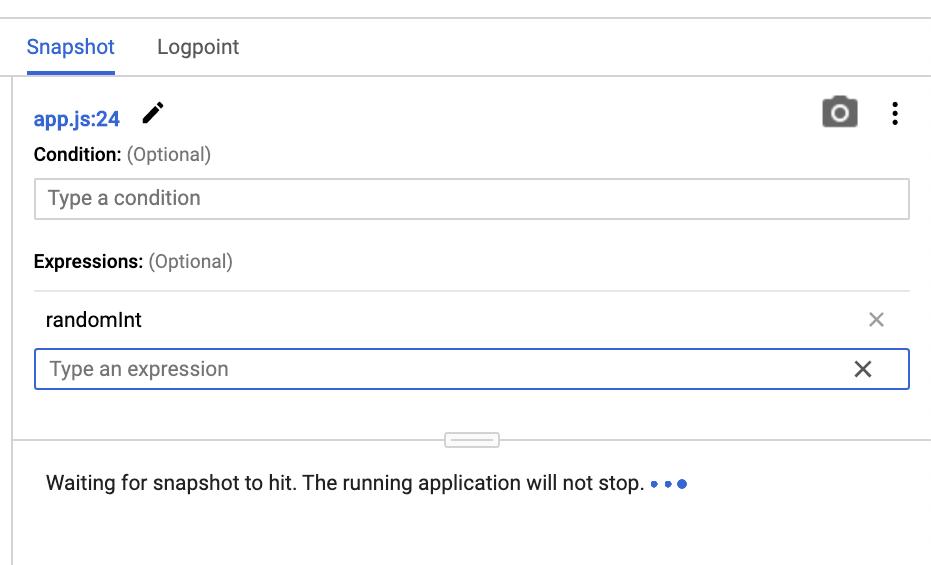 Snapshot Logpoint
app.js:24
Condition: (Optional)
Type a condition
Expressions: (Optional)
randomInt
Type an expression
Waiting for snapshot to hit. The running application will not stop.